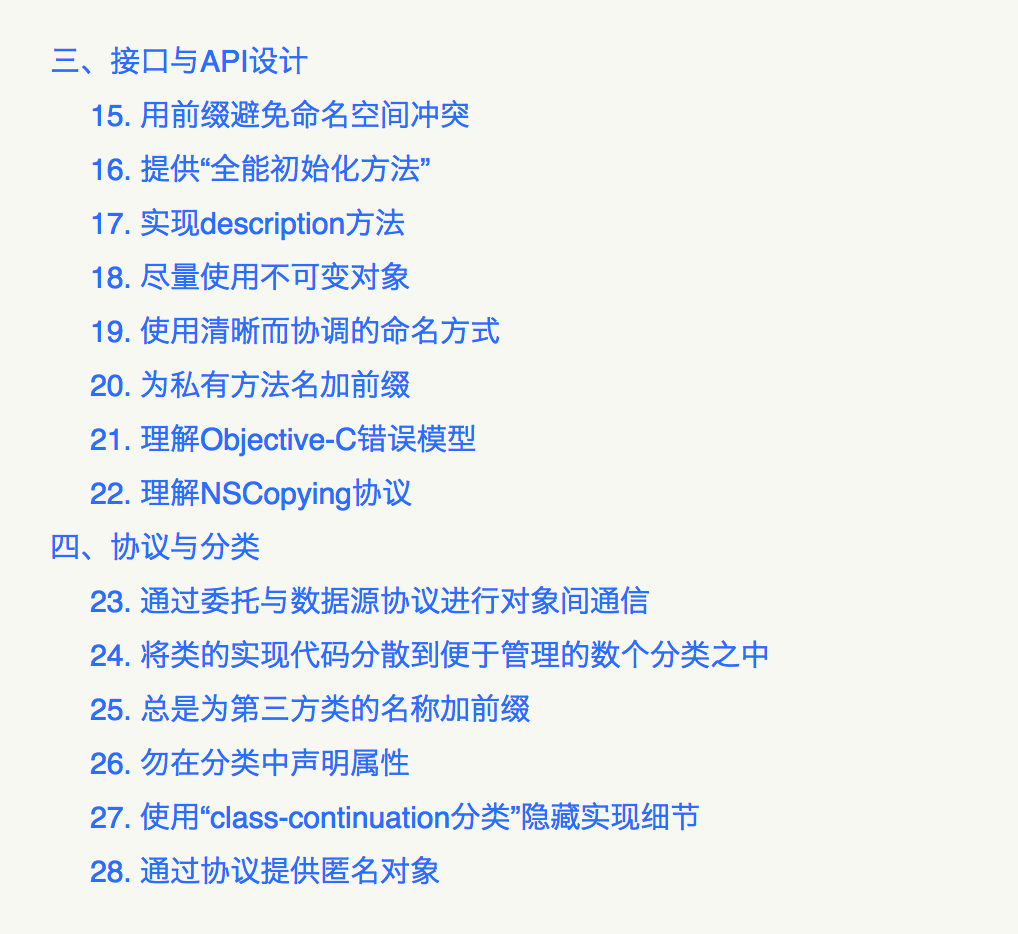 三、接口与API设计
15. 用前缀避免命名空间冲突
16. 提供“全能初始化方法”
17. 实现description方法
18. 尽量使用不可变对象
19. 使用清晰而协调的命名方式
20. 为私有方法名加前缀
21. 理解Objective-C错误模型
22. 理解NSCopying协议
四、协议与分类
23. 通过委托与数据源协议进行对象间通信
24. 将类的实现代码分散到便于管理的数个分类之中
25. 总是为第三方类的名称加前缀
26. 勿在分类中声明属性
27. 使用“class-continuation分类”隐藏实现细节
28. 通过协议提供匿名对象